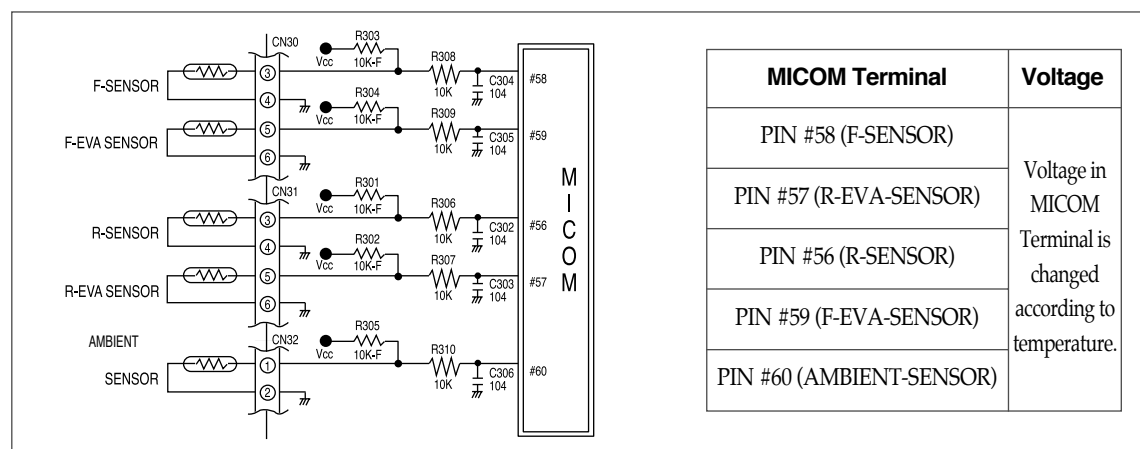 CN30
R303
Vcc
10K-F
R308
10K
C304
104
#58
F-SENSOR
3
4
R304
Vcc
10K-F
R309
10K
C305
104
#59
F-EVA SENSOR
5
6
CN31
R301
Vcc
10K-F
R306
10K
C302
104
#56
R-SENSOR
3
4
R302
Vcc
10K-F
R307
10K
C303
104
#57
R-EVA SENSOR
5
6
AMBIENT
SENSOR
CN32
R305
Vcc
10K-F
R310
10K
C306
104
#60
1
2
MICOM
MICOM Terminal Voltage
PIN #58 (F-SENSOR)
PIN #57 (R-EVA-SENSOR)
PIN #56 (R-SENSOR)
PIN #59 (F-EVA-SENSOR)
PIN #60 (AMBIENT-SENSOR)
Voltage in
MICOM
Terminal is
changed
according to
temperature.